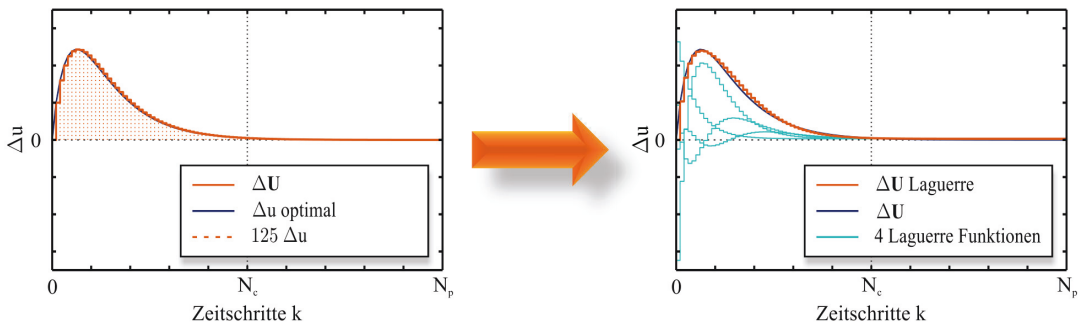 Δu
0
ΔU
Δu optimal
125 Δu
0
N_c
N_p
Zeitschritte k
Δu
0
ΔU Laguerre
ΔU
4 Laguerre Funktionen
0
N_c
N_p
Zeitschritte k